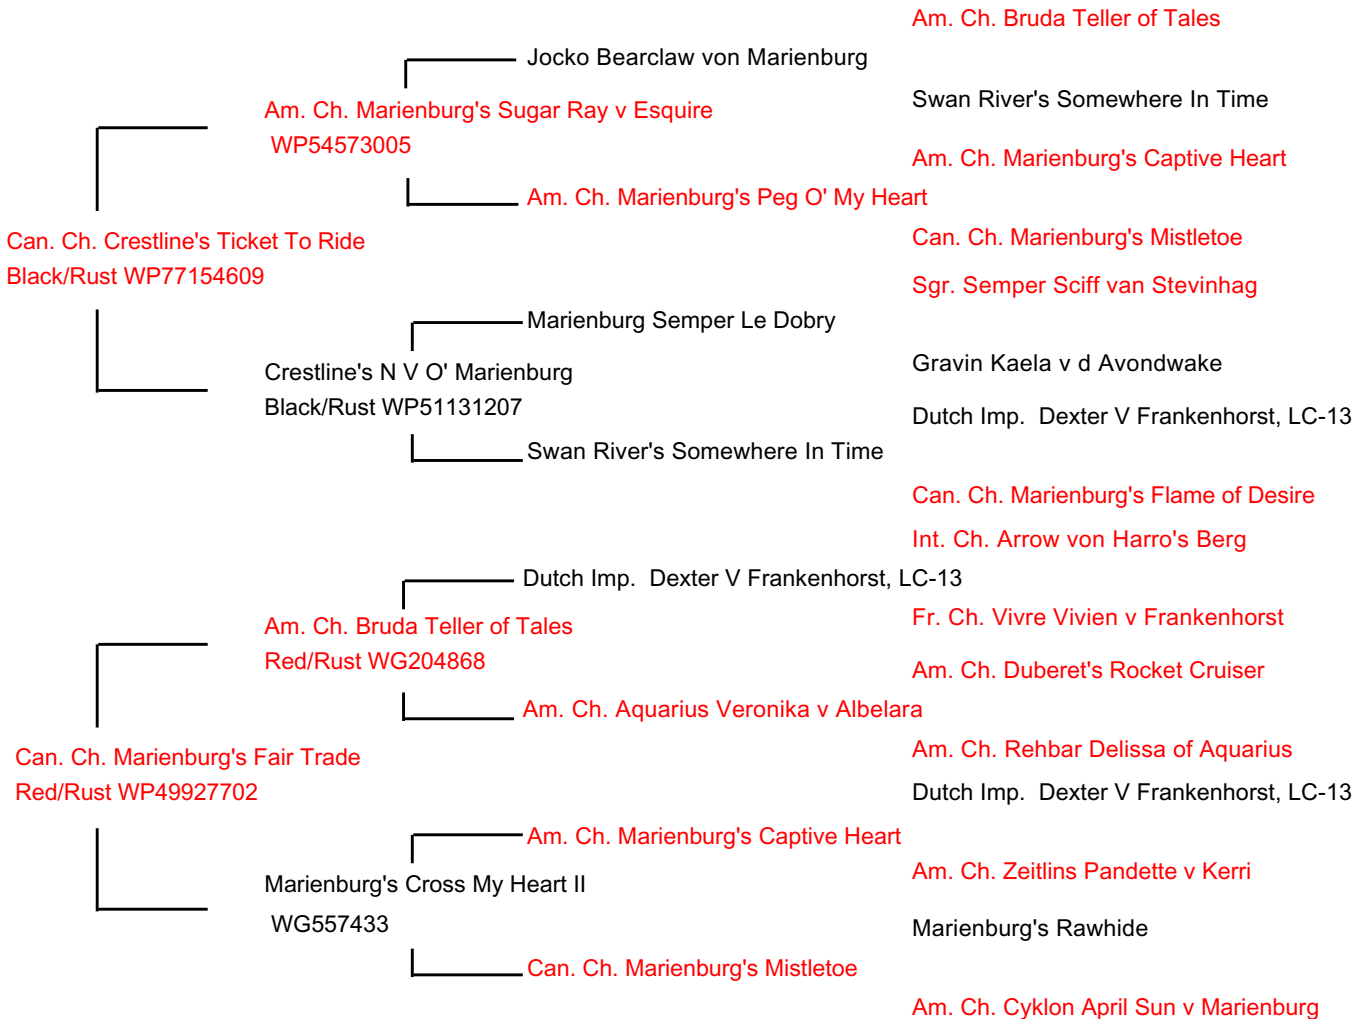 Am. Ch. Bruda Teller of Tales
Jocko Bearclaw von Marienburg
Swan River's Somewhere In Time
Am. Ch. Marienburg's Sugar Ray v Esquire
WP54573005
Am. Ch. Marienburg's Captive Heart
Am. Ch. Marienburg's Peg O' My Heart
Can. Ch. Marienburg's Mistletoe
Can. Ch. Crestline's Ticket To Ride
Black/Rust WP77154609
Sgr. Semper Sciff van Stevinhag
Marienburg Semper Le Dobry
Gravin Kaela v d Avondwake
Crestline's N V O' Marienburg
Black/Rust WP51131207
Dutch Imp.  Dexter V Frankenhorst, LC-13
Swan River's Somewhere In Time
Can. Ch. Marienburg's Flame of Desire
Int. Ch. Arrow von Harro's Berg
Dutch Imp.  Dexter V Frankenhorst, LC-13
Fr. Ch. Vivre Vivien v Frankenhorst
Am. Ch. Bruda Teller of Tales
Red/Rust WG204868
Am. Ch. Duberet's Rocket Cruiser
Am. Ch. Aquarius Veronika v Albelara
Am. Ch. Rehbar Delissa of Aquarius
Can. Ch. Marienburg's Fair Trade
Red/Rust WP49927702
Dutch Imp.  Dexter V Frankenhorst, LC-13
Am. Ch. Marienburg's Captive Heart
Am. Ch. Zeitlins Pandette v Kerri
Marienburg's Cross My Heart II
WG557433
Marienburg's Rawhide
Can. Ch. Marienburg's Mistletoe
Am. Ch. Cyklon April Sun v Marienburg